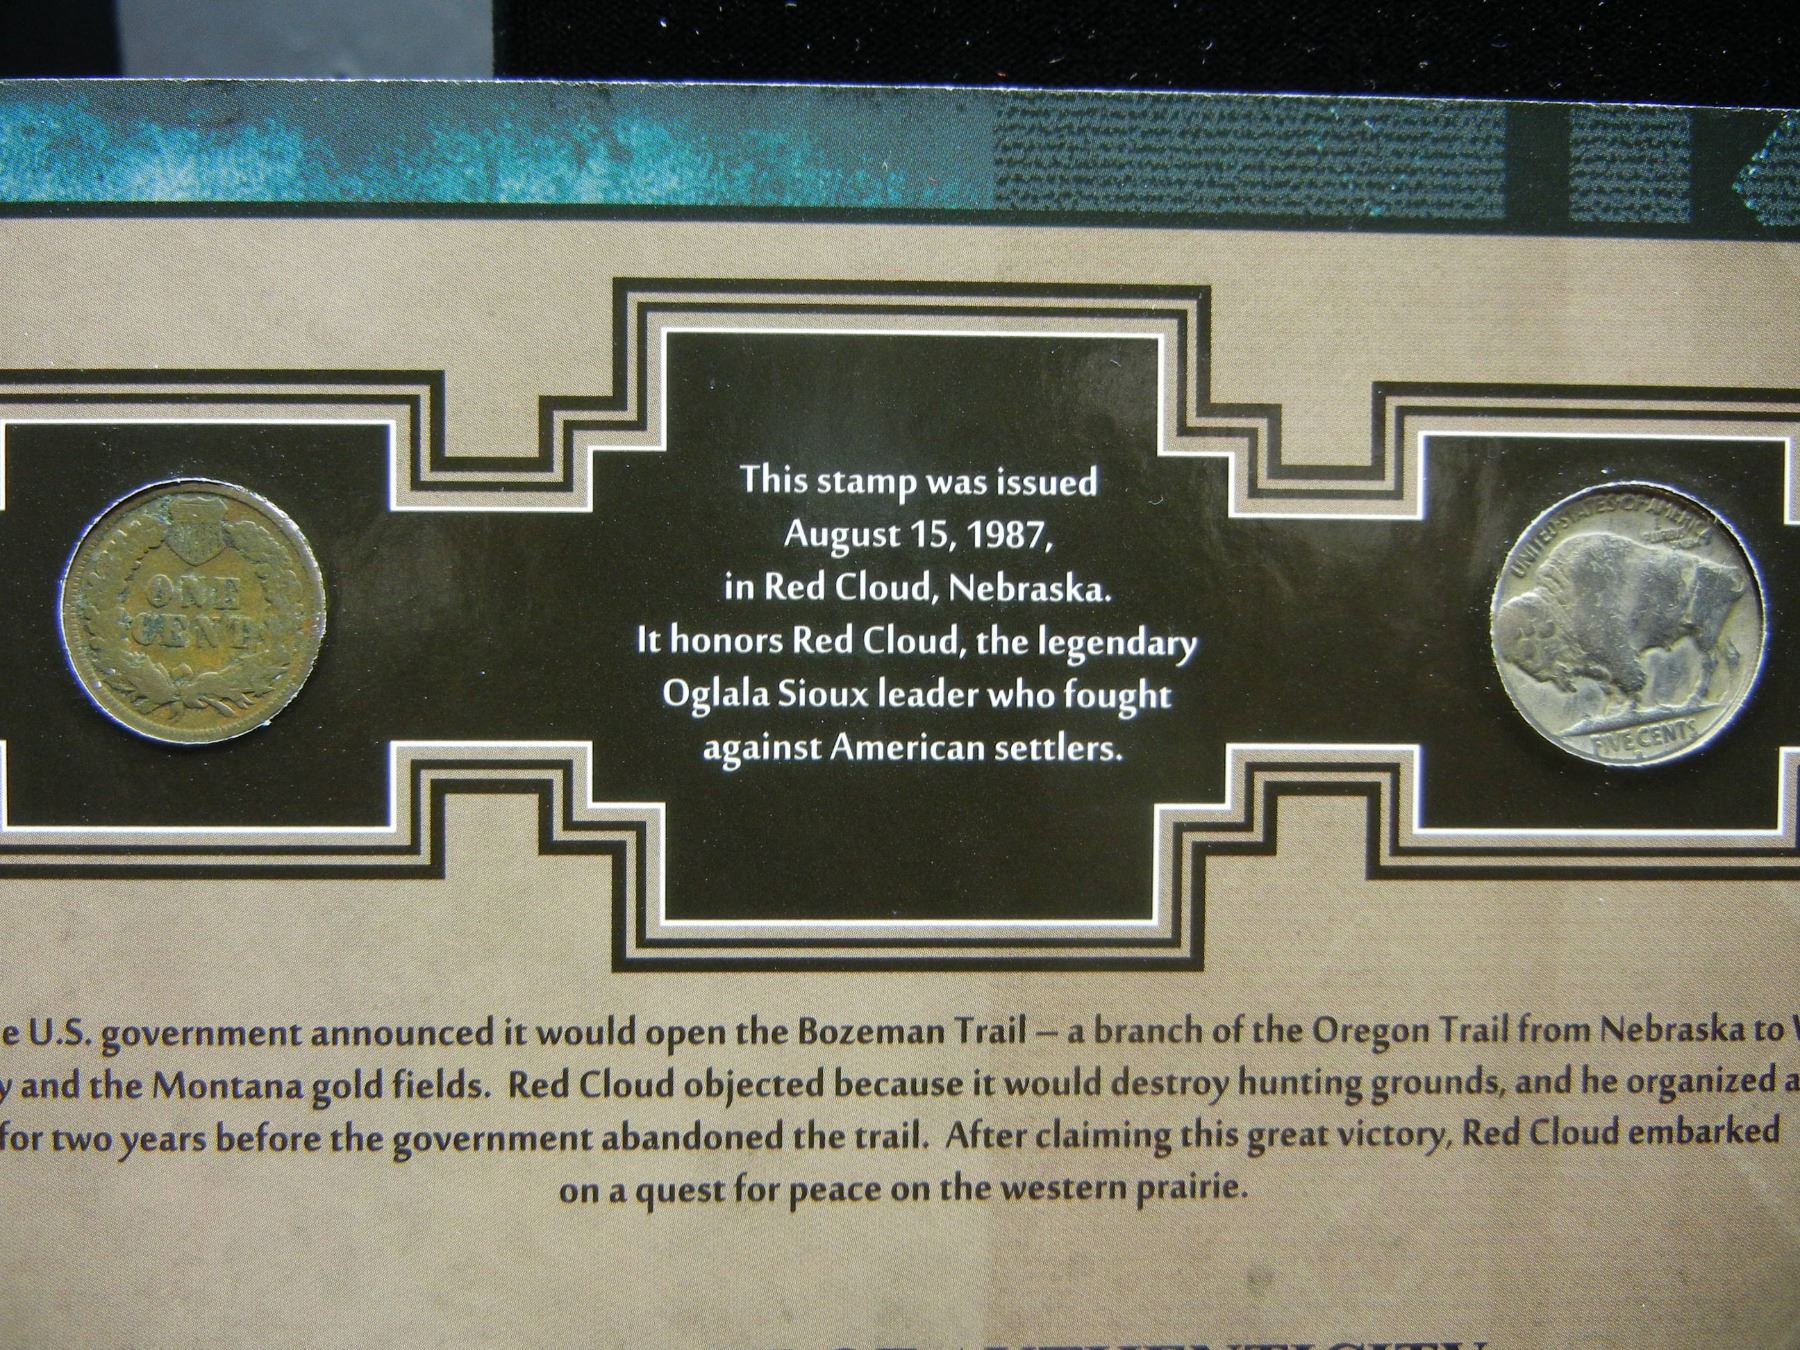 ONE
CENT
This stamp was issued
August 15, 1987,
in Red Cloud, Nebraska.
It honors Red Cloud, the legendary
Oglala Sioux leader who fought
against American settlers.
UNITED STATES OF AMERICA
FIVE CENTS
e U.S. government announced it would open the Bozeman Trail – a branch of the Oregon Trail from Nebraska to
y and the Montana gold fields. Red Cloud objected because it would destroy hunting grounds, and he organized a
for two years before the government abandoned the trail. After claiming this great victory, Red Cloud embarked
on a quest for peace on the western prairie.